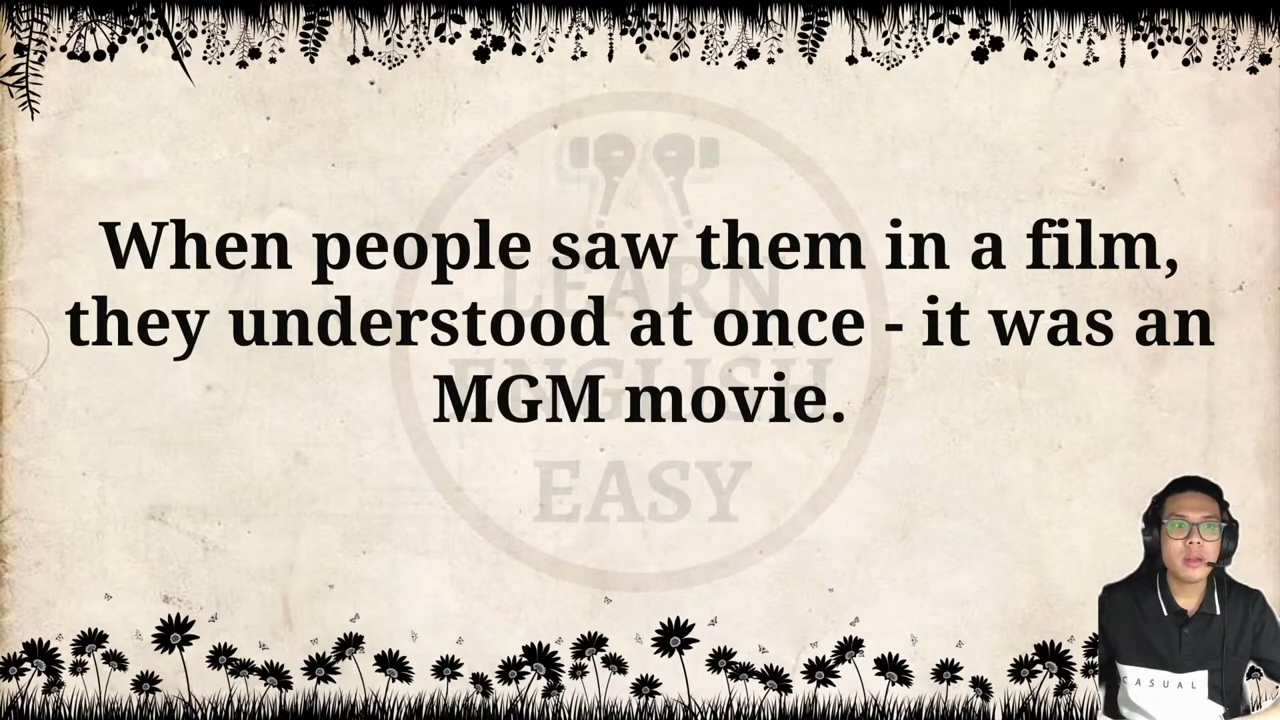 When people saw them in a film,
they understood at once - it was an
MGM movie.
LEARN
ENGLISH
EASY
CASUAL